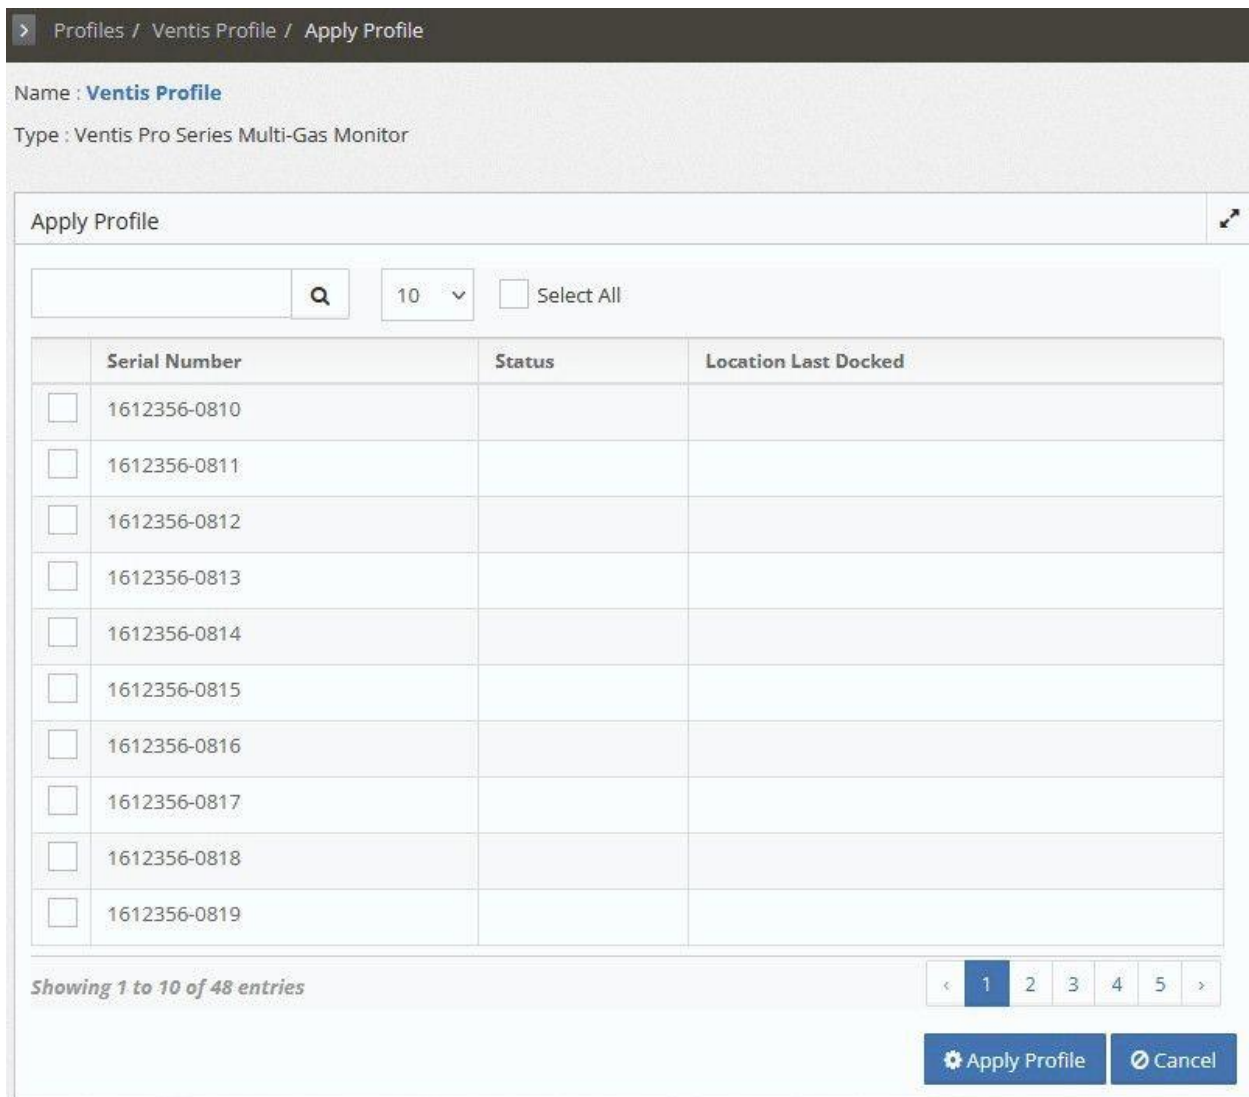 Profiles / Ventis Profile / Apply Profile
Name : Ventis Profile
Type : Ventis Pro Series Multi-Gas Monitor
Apply Profile
10 Select All
Serial Number Status Location Last Docked
1612356-0810
1612356-0811
1612356-0812
1612356-0813
1612356-0814
1612356-0815
1612356-0816
1612356-0817
1612356-0818
1612356-0819
Showing 1 to 10 of 48 entries ‹ 1 2 3 4 5 ›
Apply Profile Cancel